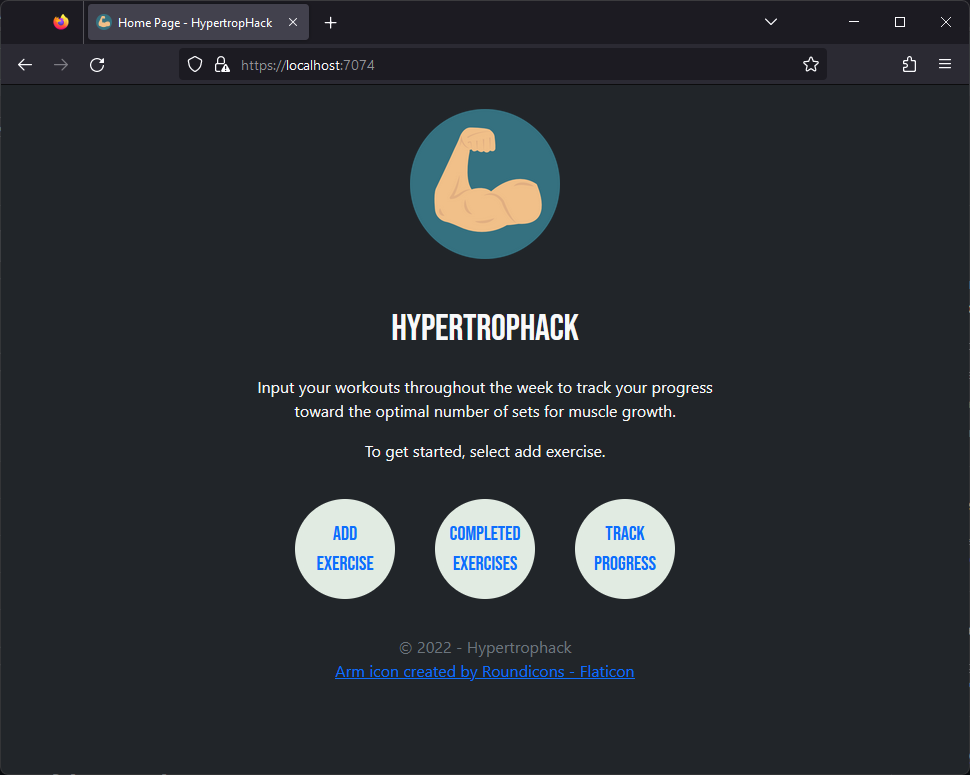 Home Page - HypertropHack
https://localhost:7074
HYPERTROPHACK
Input your workouts throughout the week to track your progress
toward the optimal number of sets for muscle growth.
To get started, select add exercise.
ADD
EXERCISE
COMPLETED
EXERCISES
TRACK
PROGRESS
© 2022 - Hypertrophack
Arm icon created by Roundicons - Flaticon